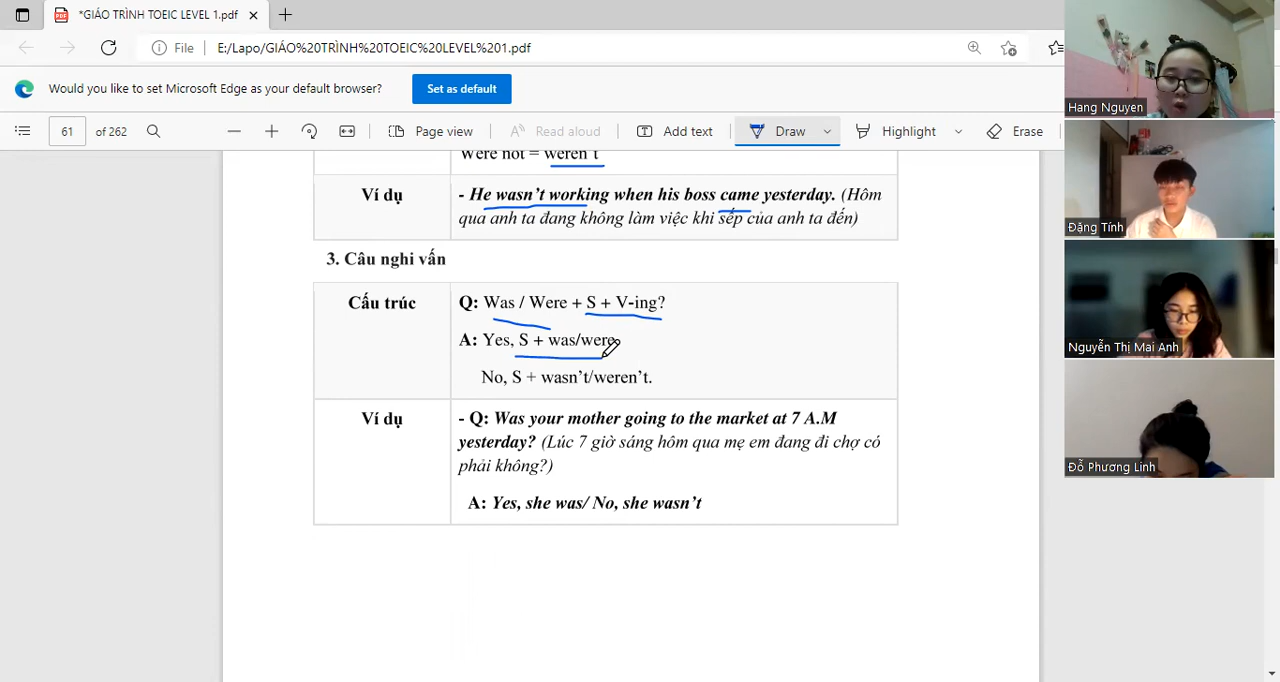 *GIÁO TRÌNH TOEIC LEVEL 1.pdf
File
E:/Lapo/GIÁO%20TRÌNH%20TOEIC%20LEVEL%201.pdf
Would you like to set Microsoft Edge as your default browser?
Set as default
61 of 262
Page view
Read aloud
Add text
Draw
Highlight
Erase
Were not = weren't
Ví dụ
- He wasn't working when his boss came yesterday. (Hôm
qua anh ta đang không làm việc khi sếp của anh ta đến)
3. Câu nghi vấn
Cấu trúc
Q: Was / Were + S + V-ing?
A: Yes, S + was/were
No, S + wasn't/weren't.
Ví dụ
- Q: Was your mother going to the market at 7 A.M
yesterday? (Lúc 7 giờ sáng hôm qua mẹ em đang đi chợ có
phải không?)
A: Yes, she was/ No, she wasn't
Hang Nguyen
Đặng Tính
Nguyễn Thị Mai Anh
Đỗ Phương Linh